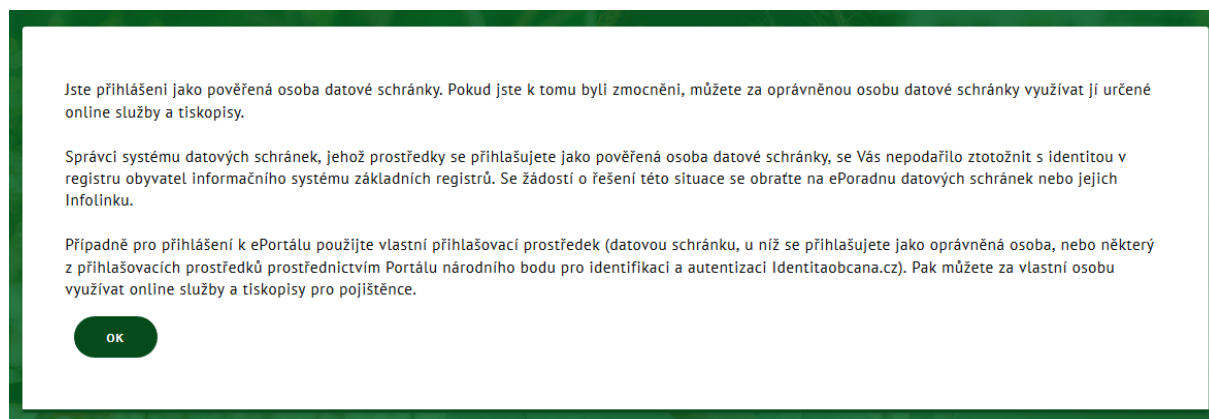 Jste přihlášeni jako pověřená osoba datové schránky. Pokud jste k tomu byli zmocněni, můžete za oprávněnou osobu datové schránky využívat jí určené
online služby a tiskopisy.
Správci systému datových schránek, jehož prostředky se přihlašujete jako pověřená osoba datové schránky, se Vás nepodařilo ztotožnit s identitou v
registru obyvatel informačního systému základních registrů. Se žádostí o řešení této situace se obraťte na ePoradnu datových schránek nebo jejich
Infolinku.
Případně pro přihlášení k ePortálu použijte vlastní přihlašovací prostředek (datovou schránku, u níž se přihlašujete jako oprávněná osoba, nebo některý
z přihlašovacích prostředků prostřednictvím Portálu národního bodu pro identifikaci a autentizaci Identitaobcana.cz). Pak můžete za vlastní osobu
využívat online služby a tiskopisy pro pojištěnce.
OK